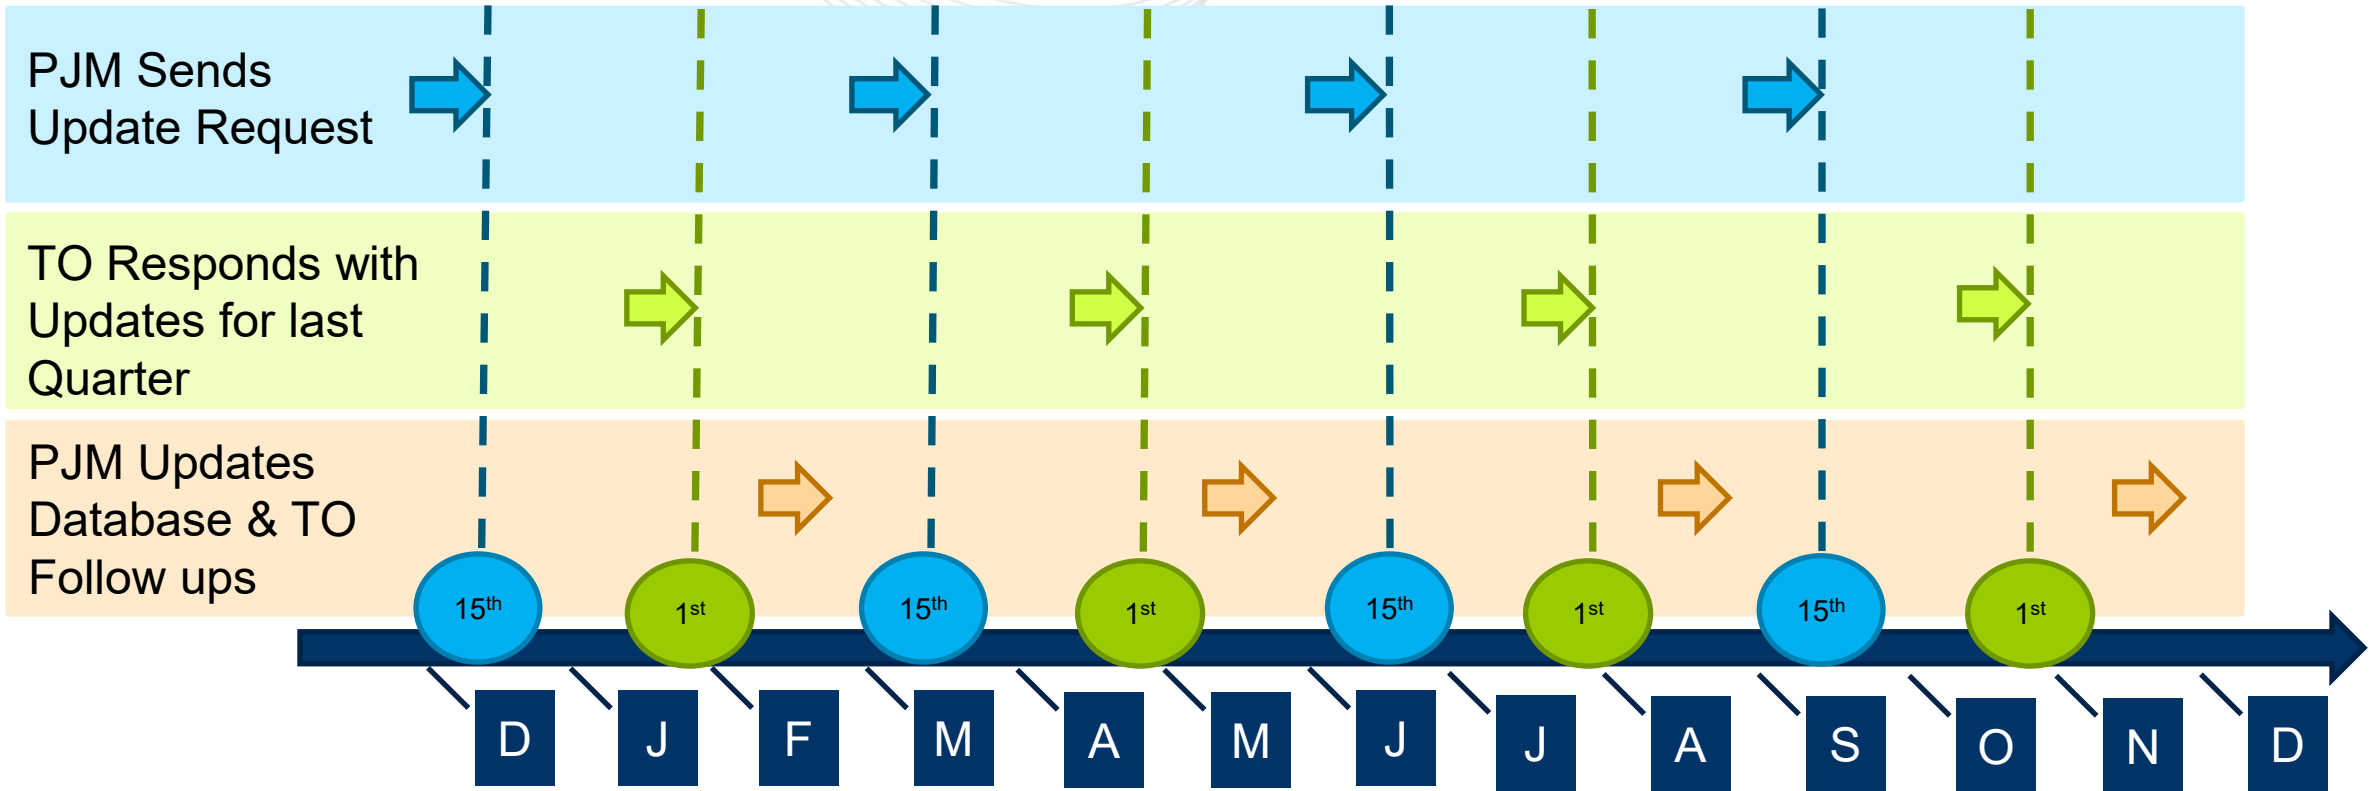 PJM Sends
Update Request
TO Responds with
Updates for last
Quarter
PJM Updates
Database & TO
Follow ups
15th 1st 15th 1st 15th 1st 15th 1st
D J F M A M J J A S O N D